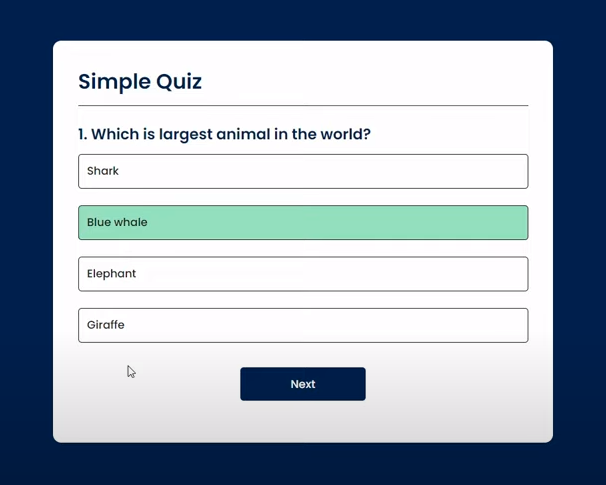 Simple Quiz
1. Which is largest animal in the world?
Shark
Blue whale
Elephant
Giraffe
Next